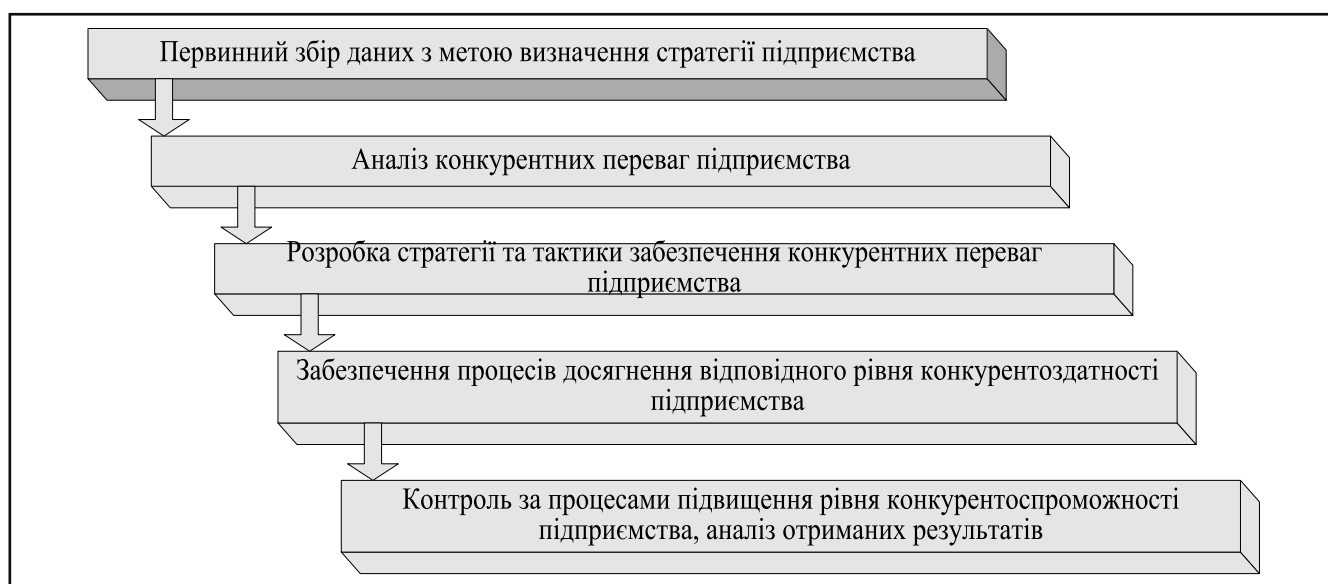 Первинний збір даних з метою визначення стратегії підприємства
Аналіз конкурентних переваг підприємства
Розробка стратегії та тактики забезпечення конкурентних переваг
підприємства
Забезпечення процесів досягнення відповідного рівня конкурентоздатності
підприємства
Контроль за процесами підвищення рівня конкурентоспроможності
підприємства, аналіз отриманих результатів